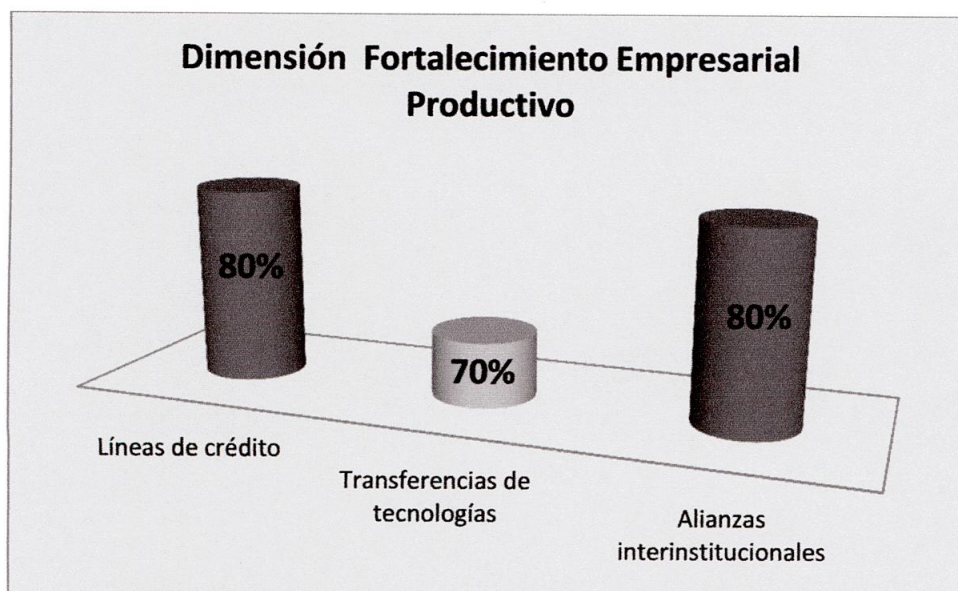 Dimensión Fortalecimiento Empresarial
Productivo
80%
70%
80%
Líneas de crédito
Transferencias de
tecnologías
Alianzas
interinstitucionales